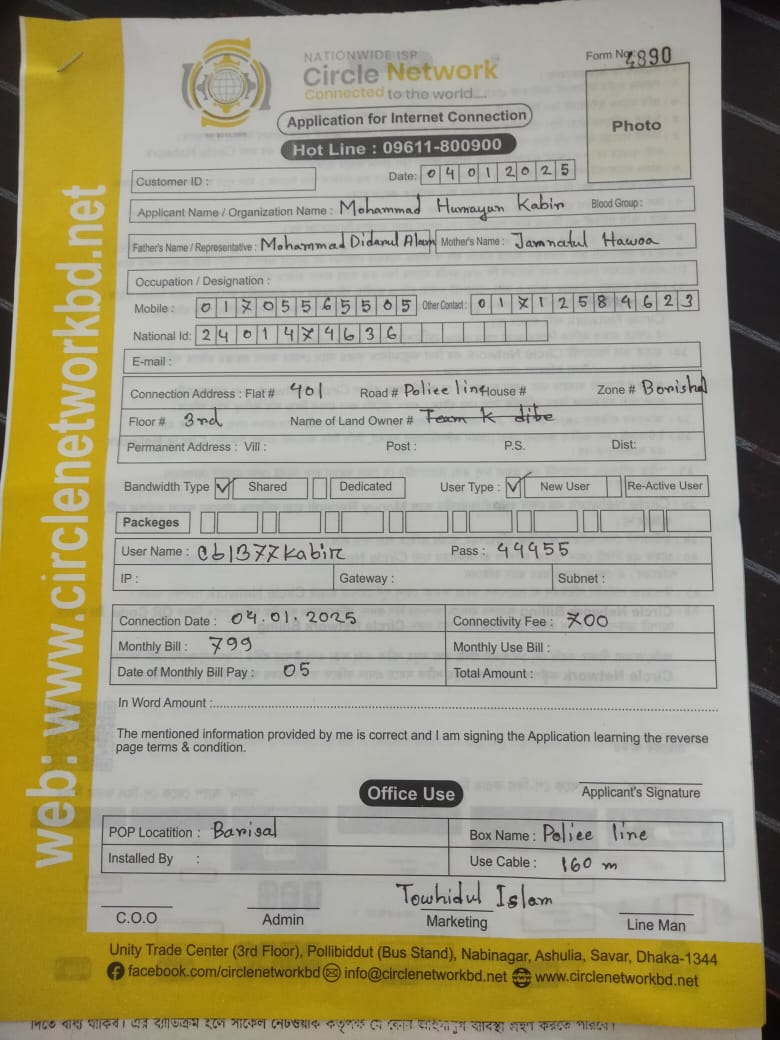 NATIONWIDE ISP
Circle Network
Connected to the world....
Form No 4890
Application for Internet Connection
Hot Line : 09611-800900
Photo
web: www.circlenetworkbd.net
Customer ID :
Date: 04012025
Applicant Name / Organization Name : Mohammad Humayun Kabir Blood Group :
Father's Name / Representative : Mohammad Didarul Alam Mother's Name : Jannatul Hawoa
Occupation / Designation :
Mobile : 01705565505 Other Contact : 01712584623
National Id: 2401474636
E-mail :
Connection Address : Flat # 401 Road # Police line House # Zone # Borishal
Floor # 3rd Name of Land Owner # Team K
Permanent Address : Vill : Post : P.S. Dist:
Bandwidth Type Shared Dedicated User Type : New User Re-Active User
Packeges
User Name : cb1377kabir Pass : 44955
IP : Gateway : Subnet :
Connection Date : 04.01.2025 Connectivity Fee : 700
Monthly Bill : 799 Monthly Use Bill :
Date of Monthly Bill Pay : 05 Total Amount :
In Word Amount :
The mentioned information provided by me is correct and I am signing the Application learning the reverse
page terms & condition.
Office Use
Applicant's Signature
POP Locatition : Barisal Box Name : Police line
Installed By : Use Cable : 160 m
Towhidul Islam
C.O.O Admin Marketing Line Man
Unity Trade Center (3rd Floor), Pollibiddut (Bus Stand), Nabinagar, Ashulia, Savar, Dhaka-1344
facebook.com/circlenetworkbd info@circlenetworkbd.net www.circlenetworkbd.net